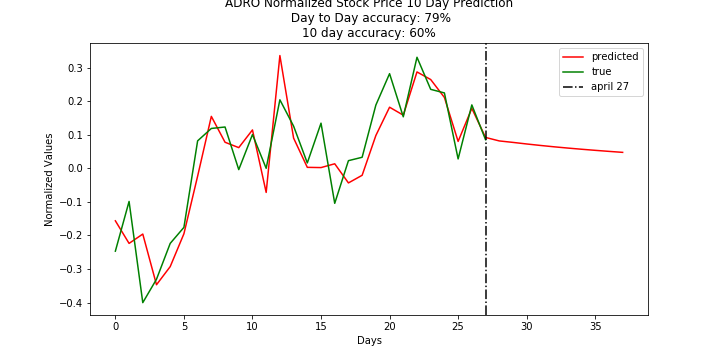 ADRO Normalized Stock Price 10 Day Prediction
Day to Day accuracy: 79%
10 day accuracy: 60%
predicted
true
april 27
Normalized Values
0.3
0.2
0.1
0.0
−0.1
−0.2
−0.3
−0.4
0 5 10 15 20 25 30 35
Days